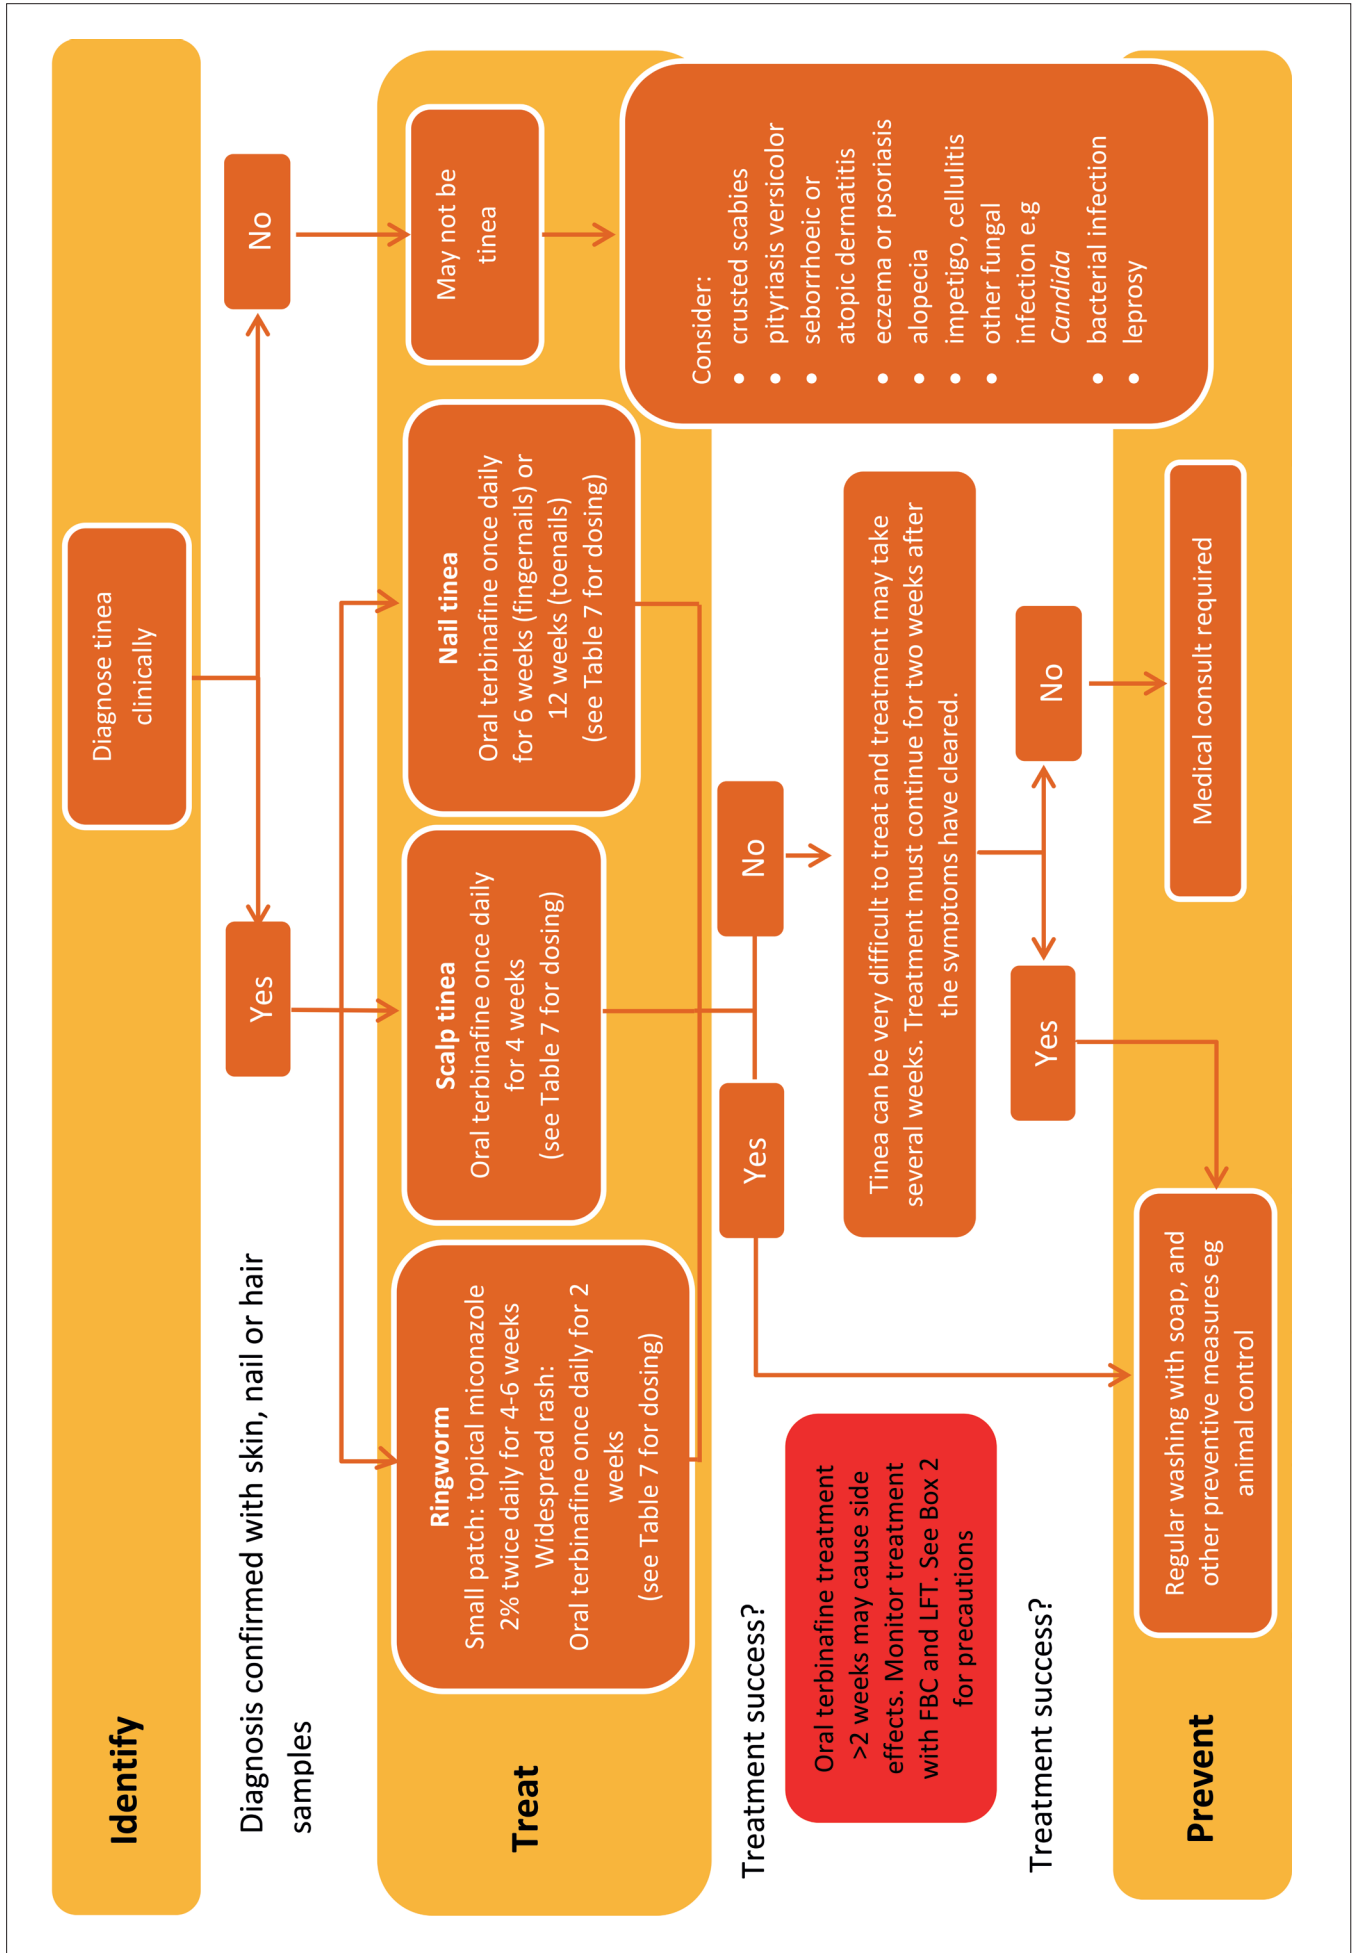 Identify
Diagnose tinea
clinically
Diagnosis confirmed with skin, nail or hair
samples
Yes
No
Treat
Ringworm
Small patch: topical miconazole
2% twice daily for 4-6 weeks
Widespread rash:
Oral terbinafine once daily for 2
weeks
(see Table 7 for dosing)
Scalp tinea
Oral terbinafine once daily
for 4 weeks
(see Table 7 for dosing)
Nail tinea
Oral terbinafine once daily
for 6 weeks (fingernails) or
12 weeks (toenails)
(see Table 7 for dosing)
May not be
tinea
Consider:
• crusted scabies
• pityriasis versicolor
• seborrhoeic or
atopic dermatitis
• eczema or psoriasis
• alopecia
• impetigo, cellulitis
• other fungal
infection e.g
Candida
• bacterial infection
• leprosy
Treatment success?
Yes
No
Oral terbinafine treatment
>2 weeks may cause side
effects. Monitor treatment
with FBC and LFT. See Box 2
for precautions
Tinea can be very difficult to treat and treatment may take
several weeks. Treatment must continue for two weeks after
the symptoms have cleared.
Treatment success?
Yes
No
Prevent
Regular washing with soap, and
other preventive measures eg
animal control
Medical consult required